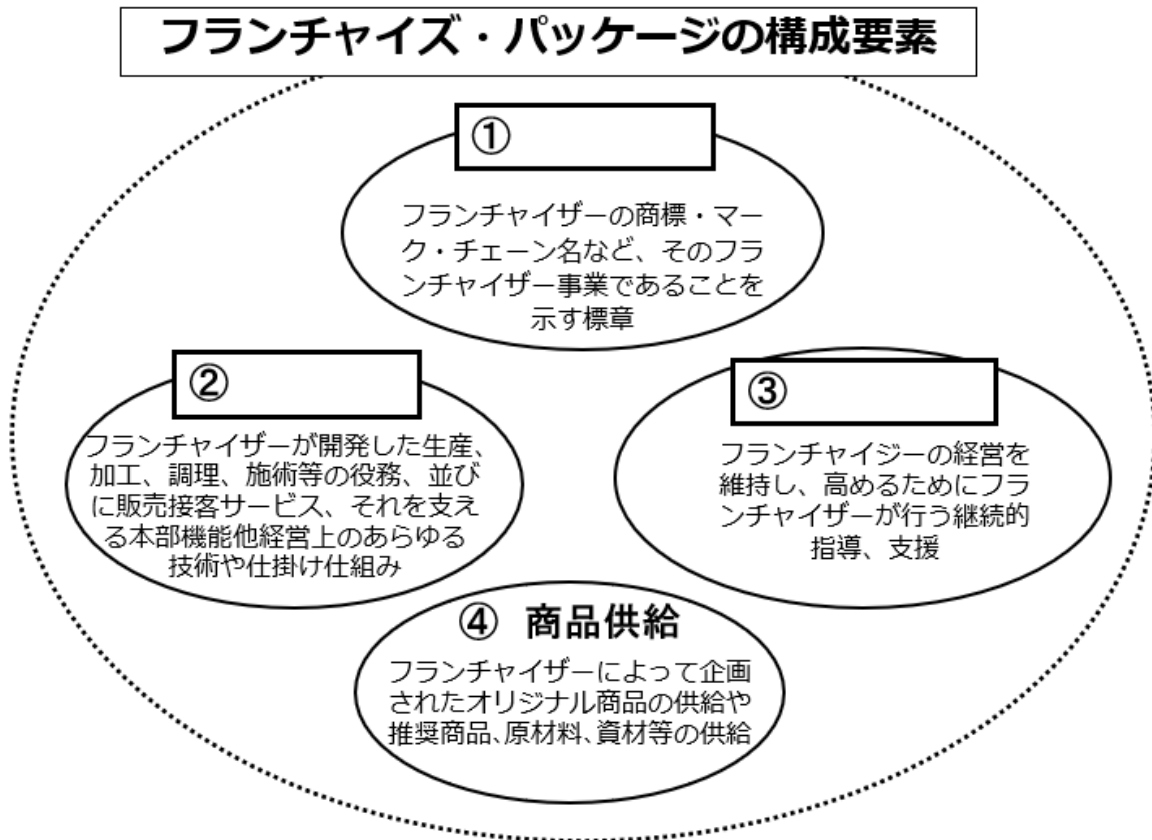 フランチャイズ・パッケージの構成要素
①
フランチャイザーの商標・マー
ク・チェーン名など、そのフラ
ンチャイザー事業であることを
示す標章
②
フランチャイザーが開発した生産、
加工、調理、施術等の役務、並び
に販売接客サービス、それを支え
る本部機能他経営上のあらゆる
技術や仕掛け仕組み
③
フランチャイジーの経営を
維持し、高めるためにフラ
ンチャイザーが行う継続的
指導、支援
④ 商品供給
フランチャイザーによって企画
されたオリジナル商品の供給や
推奨商品、原材料、資材等の供給